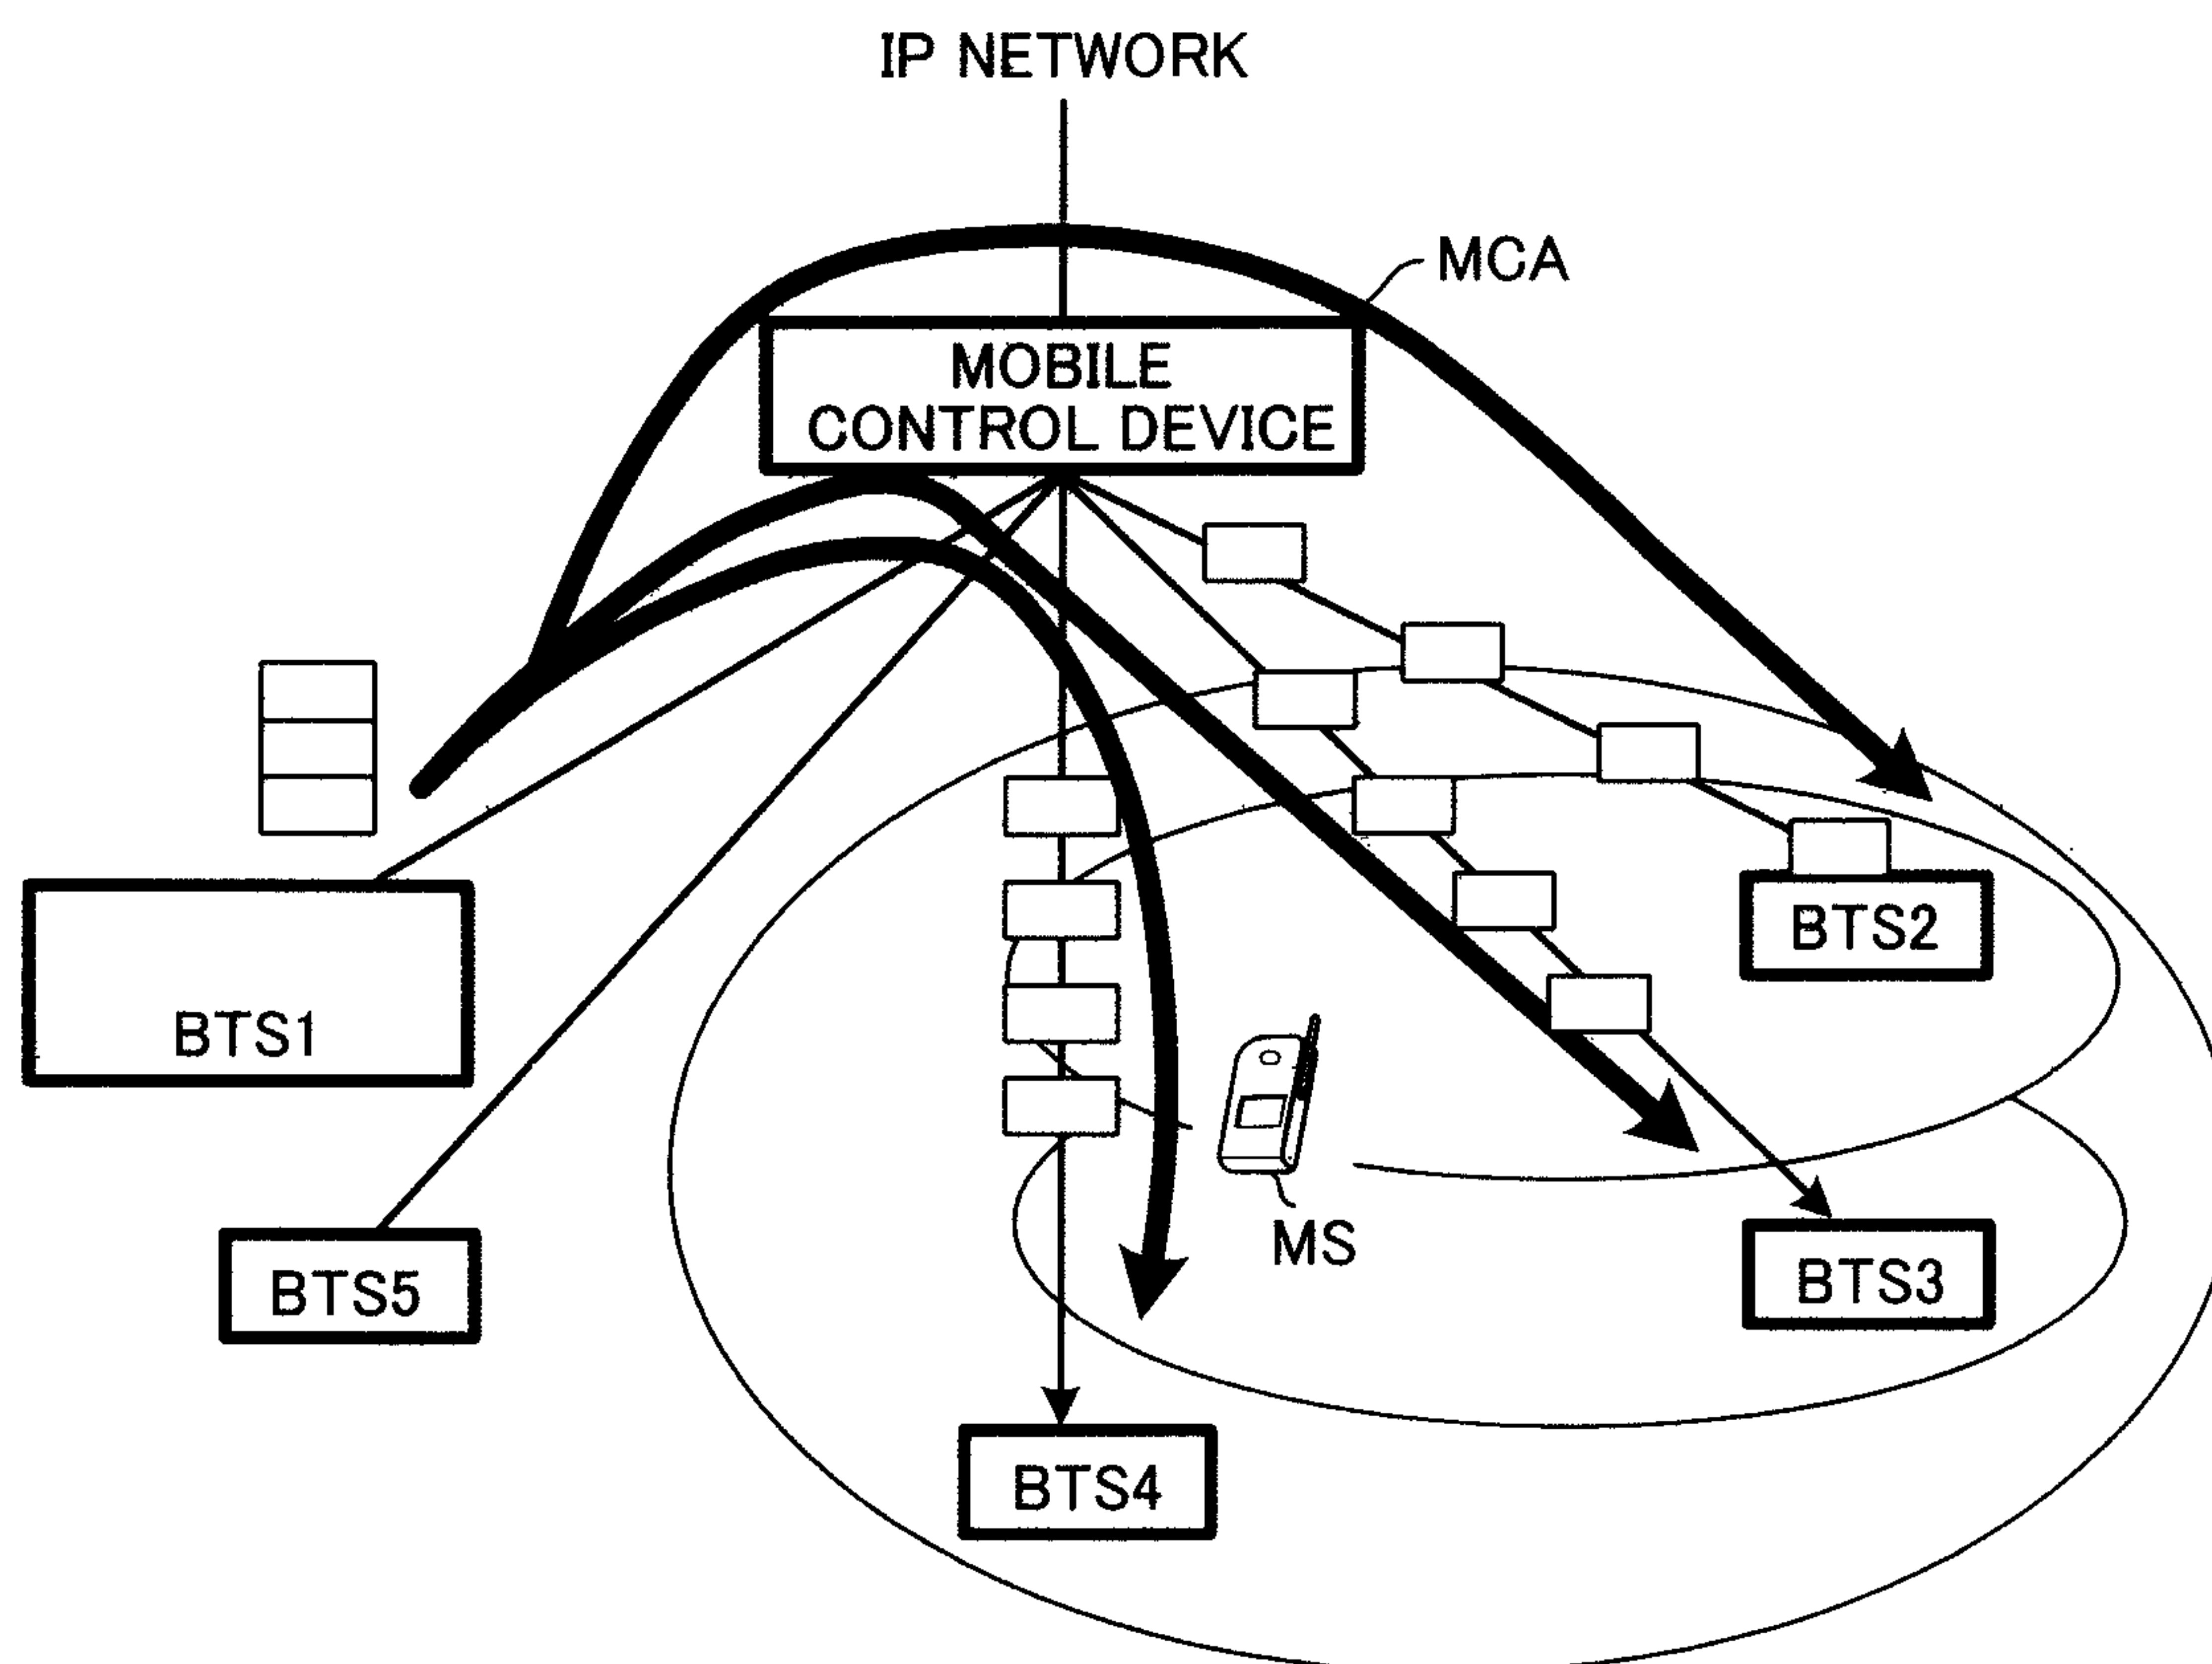 IP NETWORK
MCA
MOBILE
CONTROL DEVICE
BTS2
BTS1
MS
BTS5
BTS3
BTS4